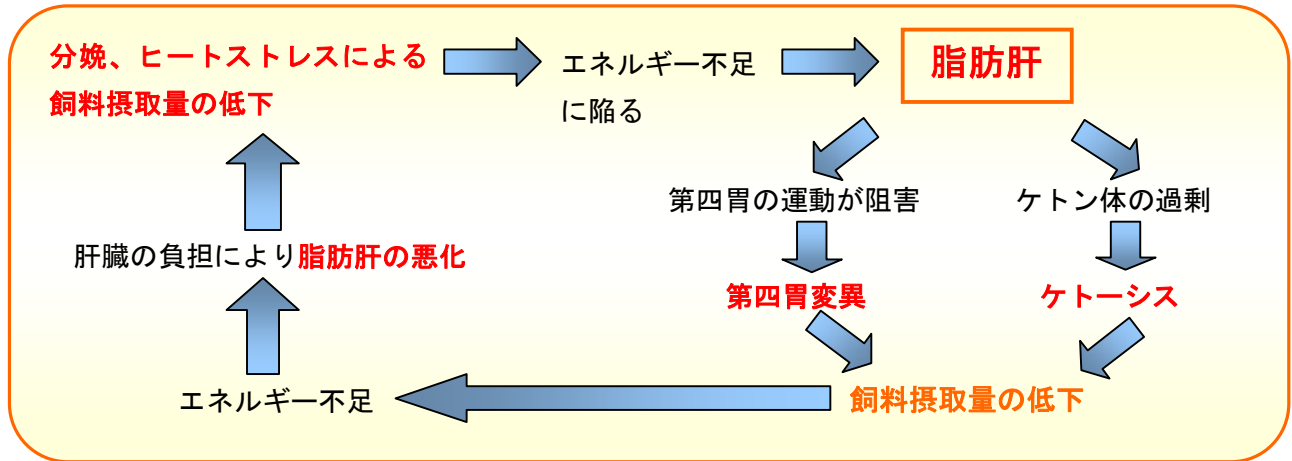 分娩、ヒートストレスによる
飼料摂取量の低下
エネルギー不足
に陥る
脂肪肝
第四胃の運動が阻害
ケトン体の過剰
肝臓の負担により脂肪肝の悪化
第四胃変異
ケトーシス
エネルギー不足
飼料摂取量の低下